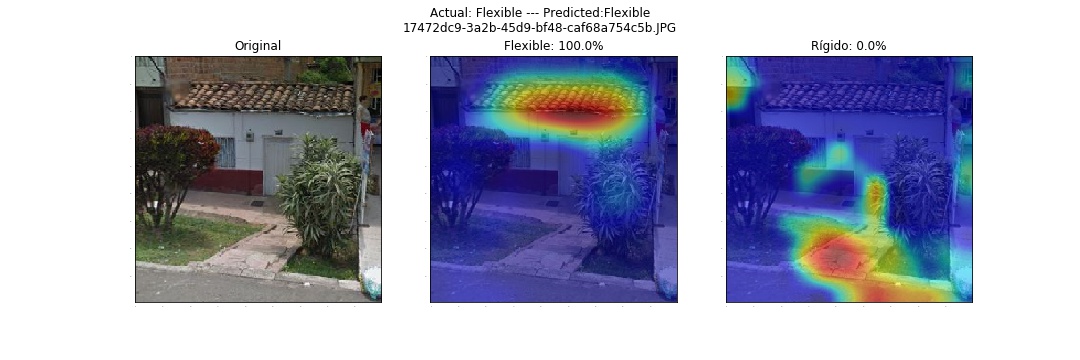 Actual: Flexible --- Predicted:Flexible
17472dc9-3a2b-45d9-bf48-caf68a754c5b.JPG
Original
Flexible: 100.0%
Rígido: 0.0%